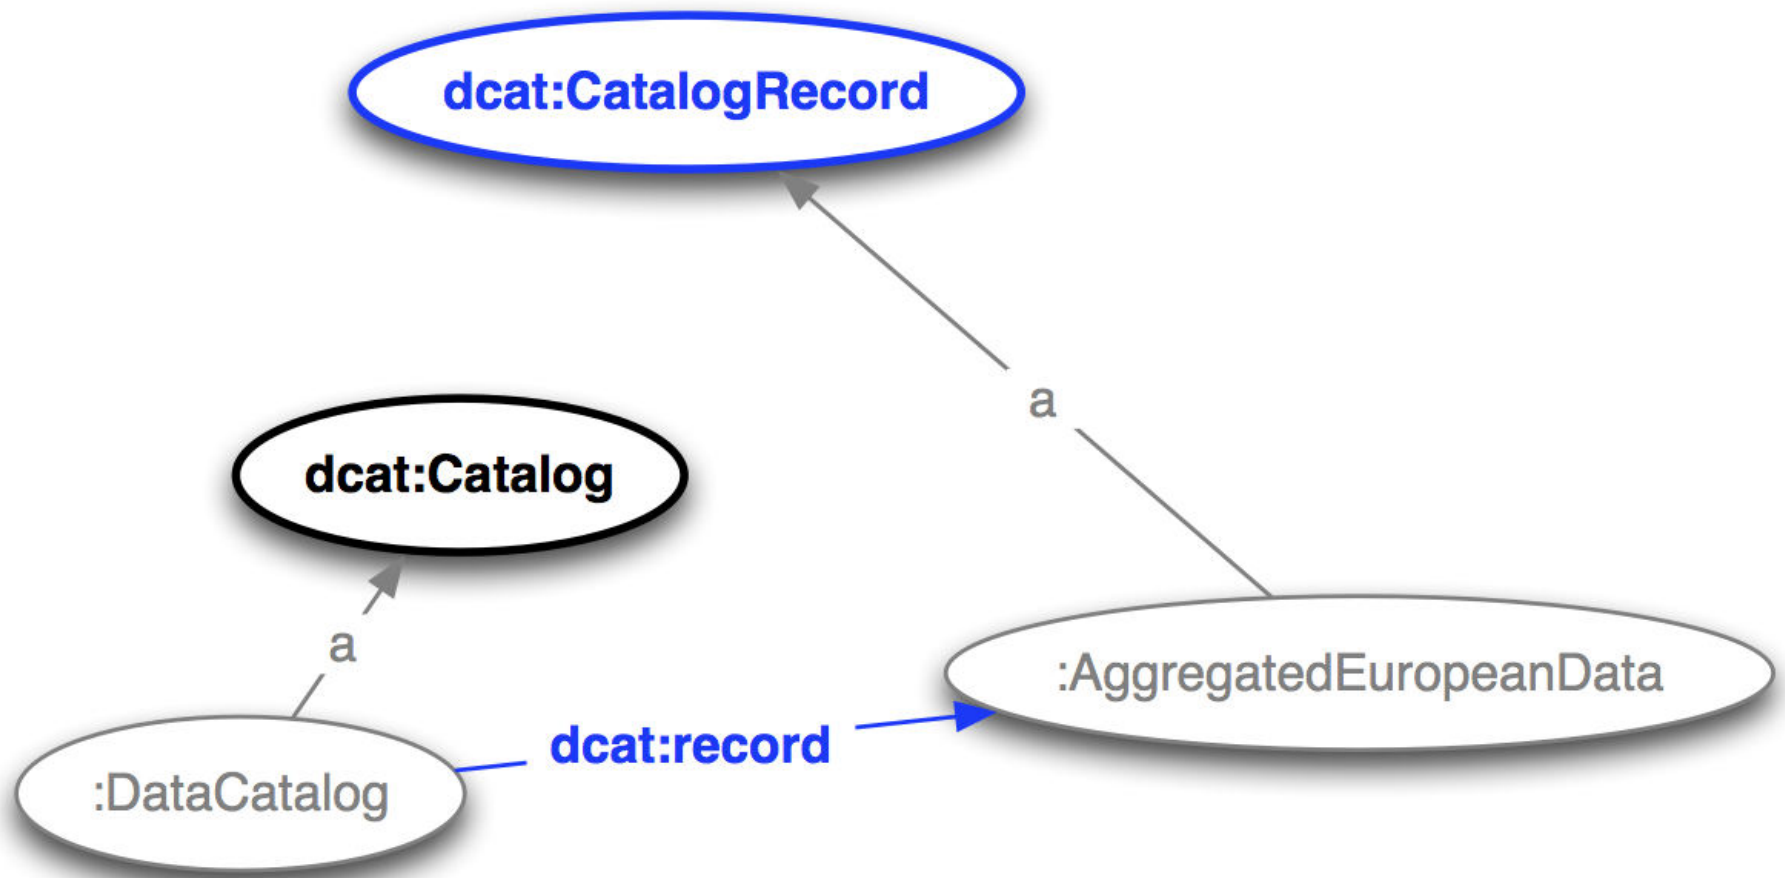 dcat:CatalogRecord
a
dcat:Catalog
a
:AggregatedEuropeanData
dcat:record
:DataCatalog